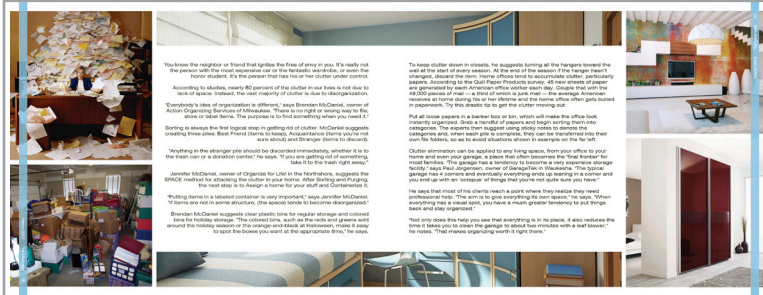 You know the neighbor or friend that ignites the fires of envy in you. It's really not
the person with the most expensive car or the fantastic wardrobe, or even the
honor student. It's the person that has his or her clutter under control.
According to studies, nearly 80 percent of the clutter in our lives is not due to
lack of space. Instead, the vast majority of clutter is due to disorganization.
"Everybody's idea of organization is different," says Brendan McDaniel, owner of
Action Organizing Services of Milwaukee. "There is no right or wrong way to file,
store or label items. The purpose is to find something when you need it."
Sorting is always the first logical step in getting rid of clutter. McDaniel suggests
creating three piles: Best Friend (items to keep), Acquaintance (items you're not
sure about) and Stranger (items to discard).
"Anything in the stranger pile should be discarded immediately, whether it is to
the trash can or a donation center," he says. "If you are getting rid of something,
take it to the trash right away."
Jennifer McDaniel, owner of Organize for Life in the Northshore, suggests the
SPACE method for attacking the clutter in your home. After Sorting and Purging,
the next step is to Assign a home for your stuff and Containerize it.
"Putting items in a labeled container is very important," says Jennifer McDaniel.
"If items are not in some structure, (the space) tends to become disorganized."
Brendan McDaniel suggests clear plastic bins for regular storage and colored
bins for holiday storage. "The colored bins, such as the reds and greens sold
around the holiday season or the orange-and-black at Halloween, make it easy
to spot the boxes you want at the appropriate time," he says.
To keep clutter down in closets, he suggests turning all the hangers toward the
wall at the start of every season. At the end of the season if the hanger hasn't
changed, discard the item. Home offices tend to accumulate clutter, particularly
papers. According to the Quill Paper Products survey, 45 new sheets of paper
are generated by each American office worker each day. Couple that with the
49,000 pieces of mail — a third of which is junk mail — the average American
receives at home during his or her lifetime and the home office often gets buried
in paperwork. Try this drastic tip to get the clutter moving out:
Put all loose papers in a banker box or bin, which will make the office look
instantly organized. Grab a handful of papers and begin sorting them into
categories. The experts then suggest using sticky notes to denote the
categories and, when each pile is complete, they can be transferred into their
own file folders, so as to avoid situations shown in example on the far left.
Clutter elimination can be applied to any living space, from your office to your
home and even your garage, a place that often becomes the 'final frontier' for
most families. "The garage has a tendency to become a very expensive storage
facility," says Paul Jorgensen, owner of GarageTek in Waukesha. "The typical
garage has 4 corners and eventually everything ends up leaning in a corner and
you end up with an 'octopus' of things that you're not quite sure you have."
He says that most of his clients reach a point where they realize they need
professional help. "The aim is to give everything its own space," he says. "When
everything has a visual spot, you have a much greater tendency to put things
back and stay organized."
"Not only does this help you see that everything is in its place, it also reduces the
time it takes you to clean the garage to about two minutes with a leaf blower,"
he notes. "That makes organizing worth it right there."